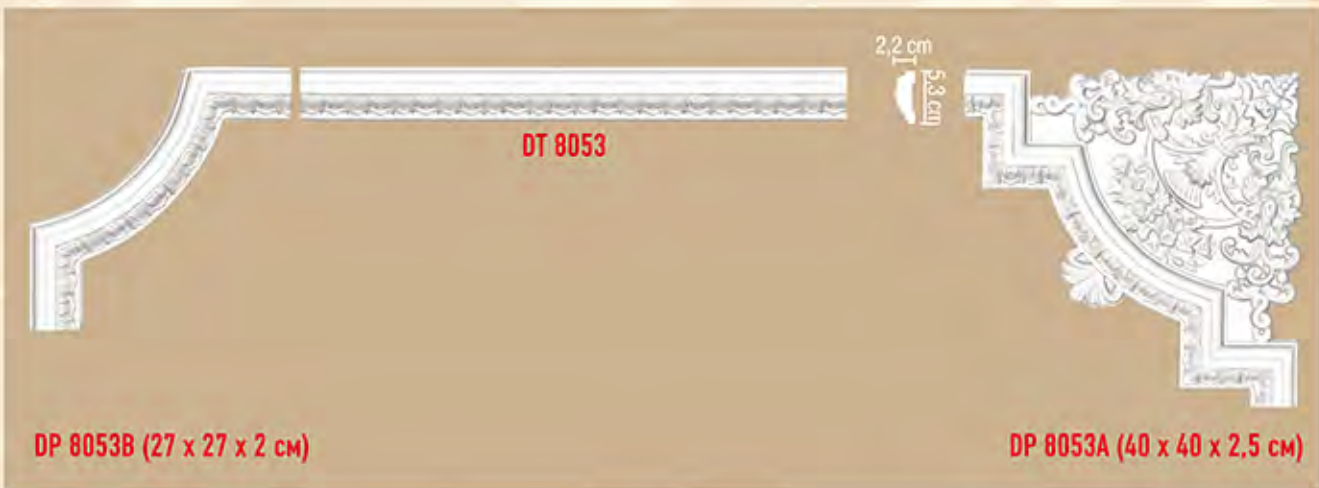 2,2 cm
5,3 cm
DT 8053
DP 8053B (27 x 27 x 2 см)
DP 8053A (40 x 40 x 2,5 см)